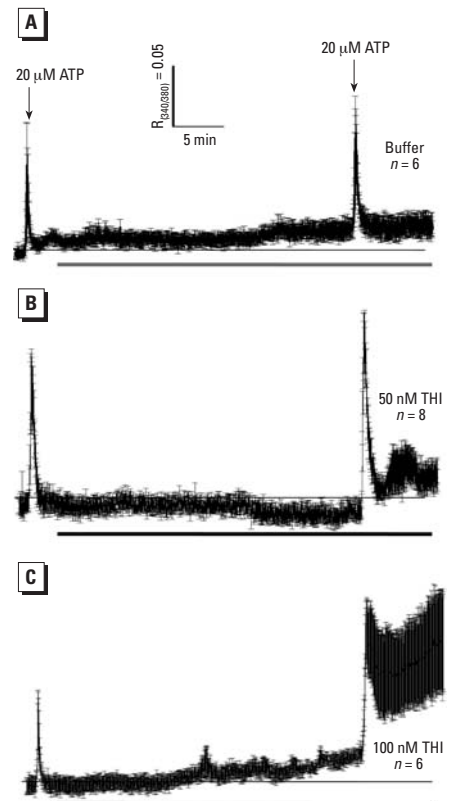 A
20 µM ATP
20 µM ATP
R(340/380) = 0.05
5 min
Buffer
n = 6
B
50 nM THI
n = 8
C
100 nM THI
n = 6